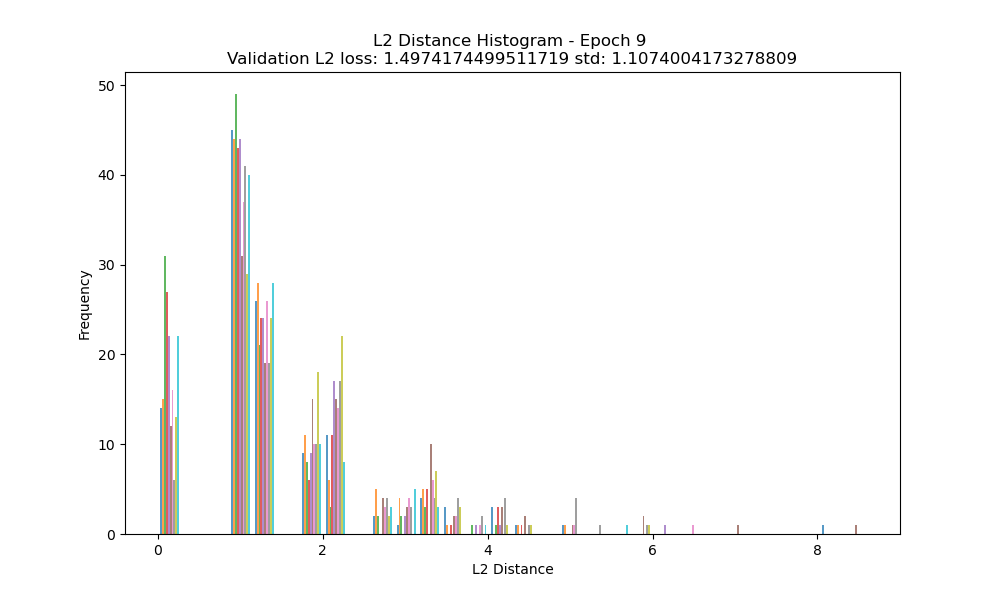 L2 Distance Histogram - Epoch 9
Validation L2 loss: 1.4974174499511719 std: 1.1074004173278809
50
40
30
20
10
0
Frequency
0 2 4 6 8
L2 Distance